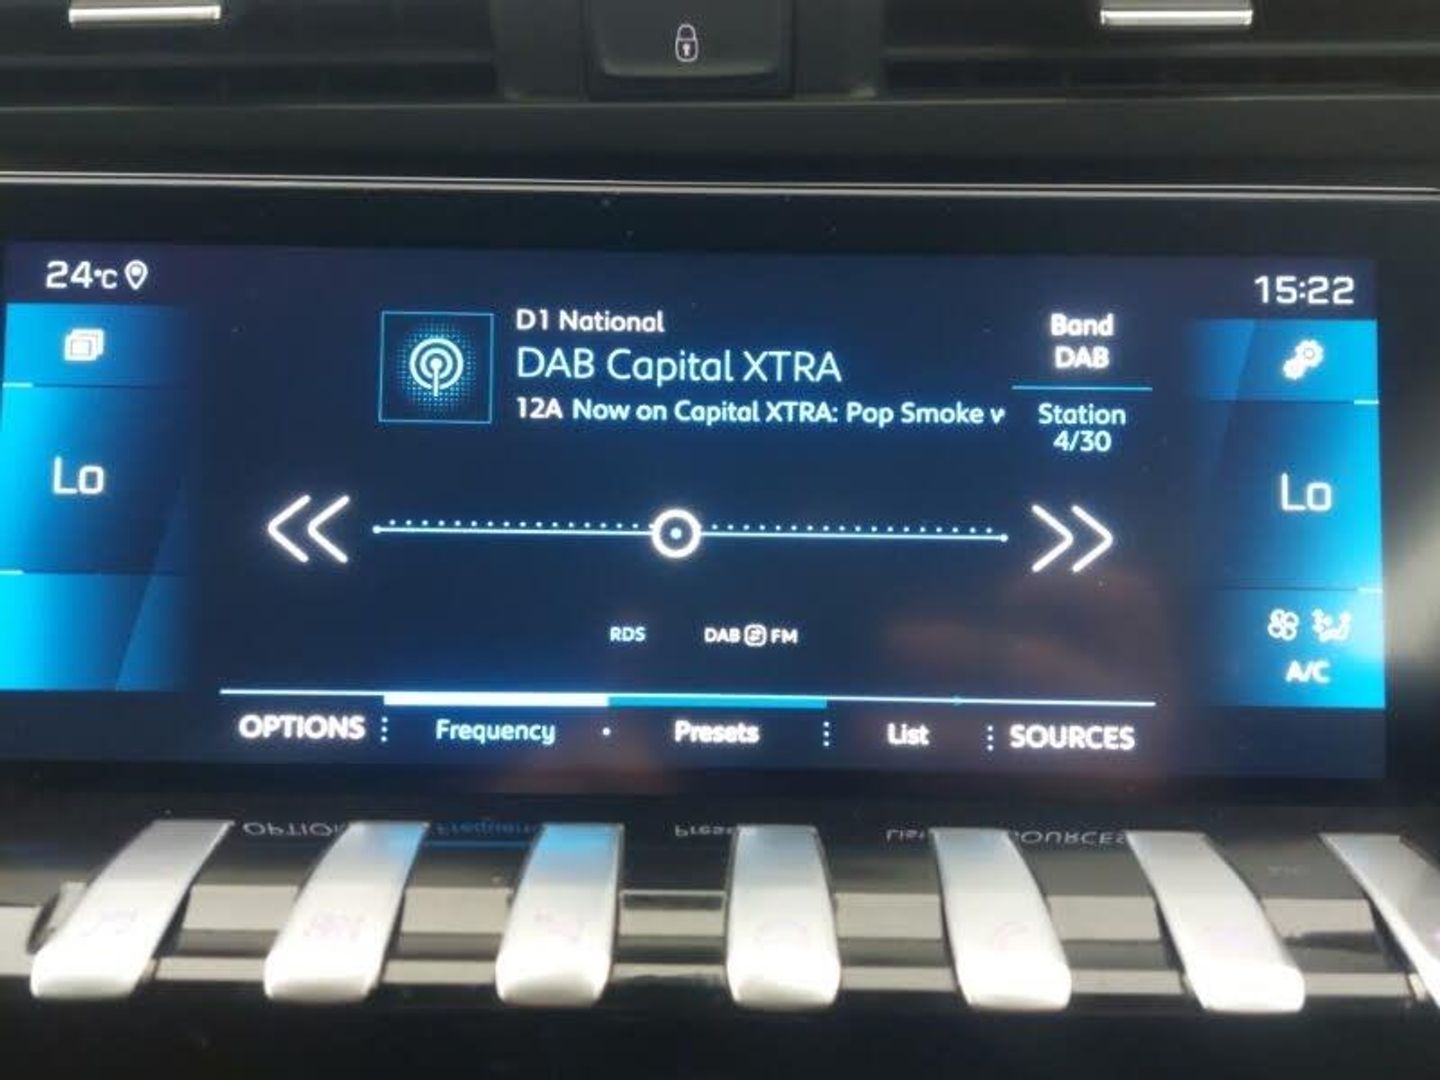 24°C
15:22
D1 National
DAB Capital XTRA
12A Now on Capital XTRA: Pop Smoke
Band
DAB
Station
4/30
Lo
Lo
RDS
DAB FM
A/C
OPTIONS
Frequency
Presets
List
SOURCES